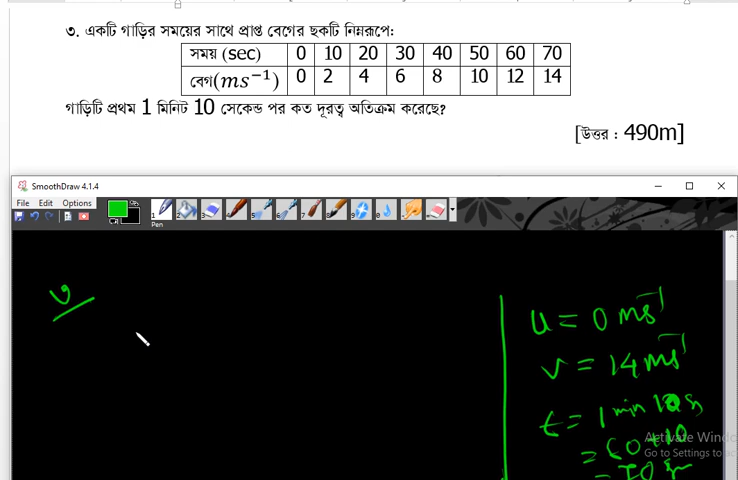 ৩. একটি গাড়ির সময়ের সাথে প্রাপ্ত বেগের ছকটি নিম্নরূপে:
সময় (sec) 0 10 20 30 40 50 60 70
বেগ(ms⁻¹) 0 2 4 6 8 10 12 14
গাড়িটি প্রথম 1 মিনিট 10 সেকেন্ড পর কত দূরত্ব অতিক্রম করেছে?
[উত্তর : 490m]
SmoothDraw 4.1.4
File Edit Options
Pen
৩
u = 0 ms⁻¹
v = 14 ms⁻¹
t = 1 min 10 s
= 60+10
= 70
Activate Windo
Go to Settings to ac